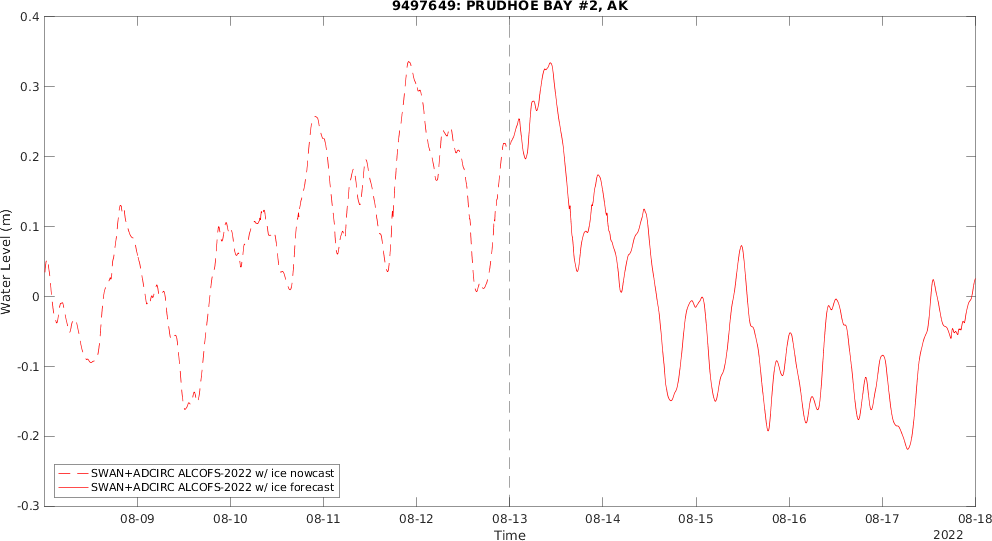 9497649: PRUDHOE BAY #2, AK
Water Level (m)
0.4
0.3
0.2
0.1
0
-0.1
-0.2
-0.3
SWAN+ADCIRC ALCOFS-2022 w/ ice nowcast
SWAN+ADCIRC ALCOFS-2022 w/ ice forecast
08-09 08-10 08-11 08-12 08-13 08-14 08-15 08-16 08-17 08-18
Time
2022